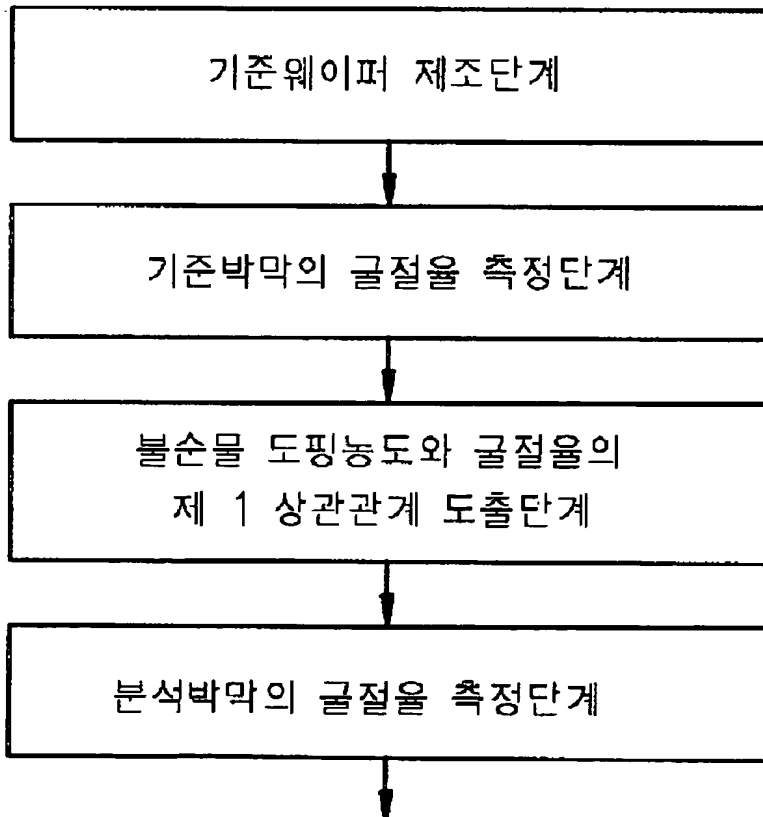 기준웨이퍼 제조단계
기준박막의 굴절율 측정단계
불순물 도핑농도와 굴절율의
제 1 상관관계 도출단계
분석박막의 굴절율 측정단계